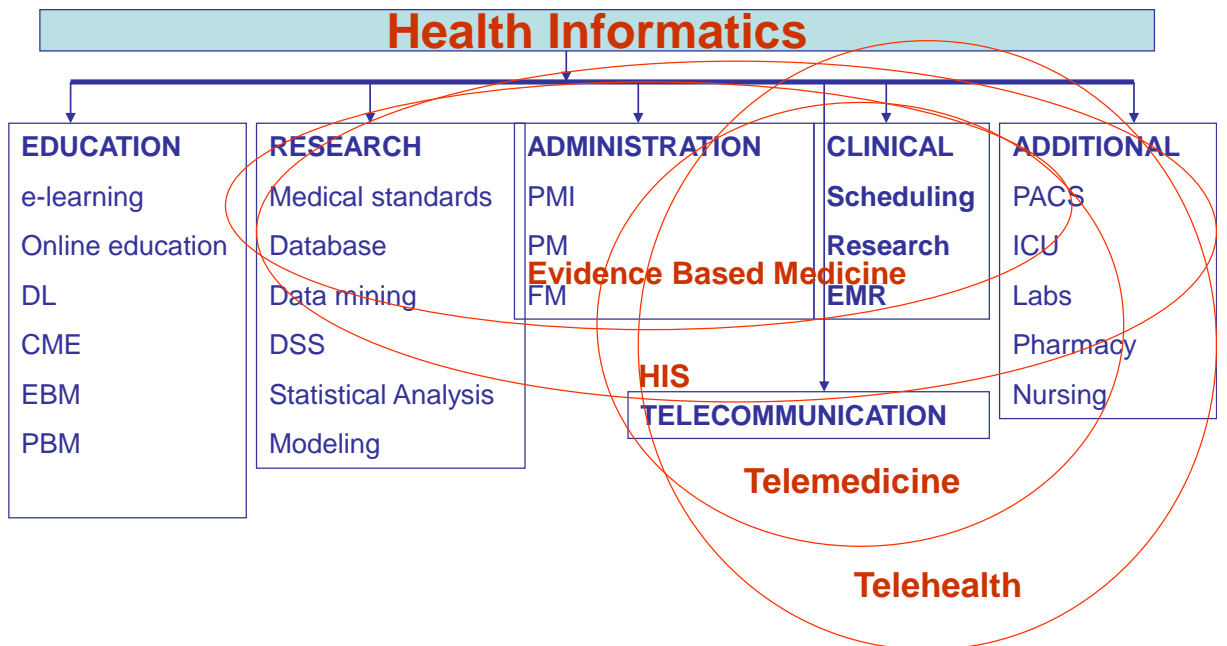 Health Informatics
EDUCATION
e-learning
Online education
DL
CME
EBM
PBM
RESEARCH
Medical standards
Database
Data mining
DSS
Statistical Analysis
Modeling
ADMINISTRATION
PMI
PM
FM
CLINICAL
Scheduling
Research
EMR
ADDITIONAL
PACS
ICU
Labs
Pharmacy
Nursing
Evidence Based Medicine
HIS
TELECOMMUNICATION
Telemedicine
Telehealth